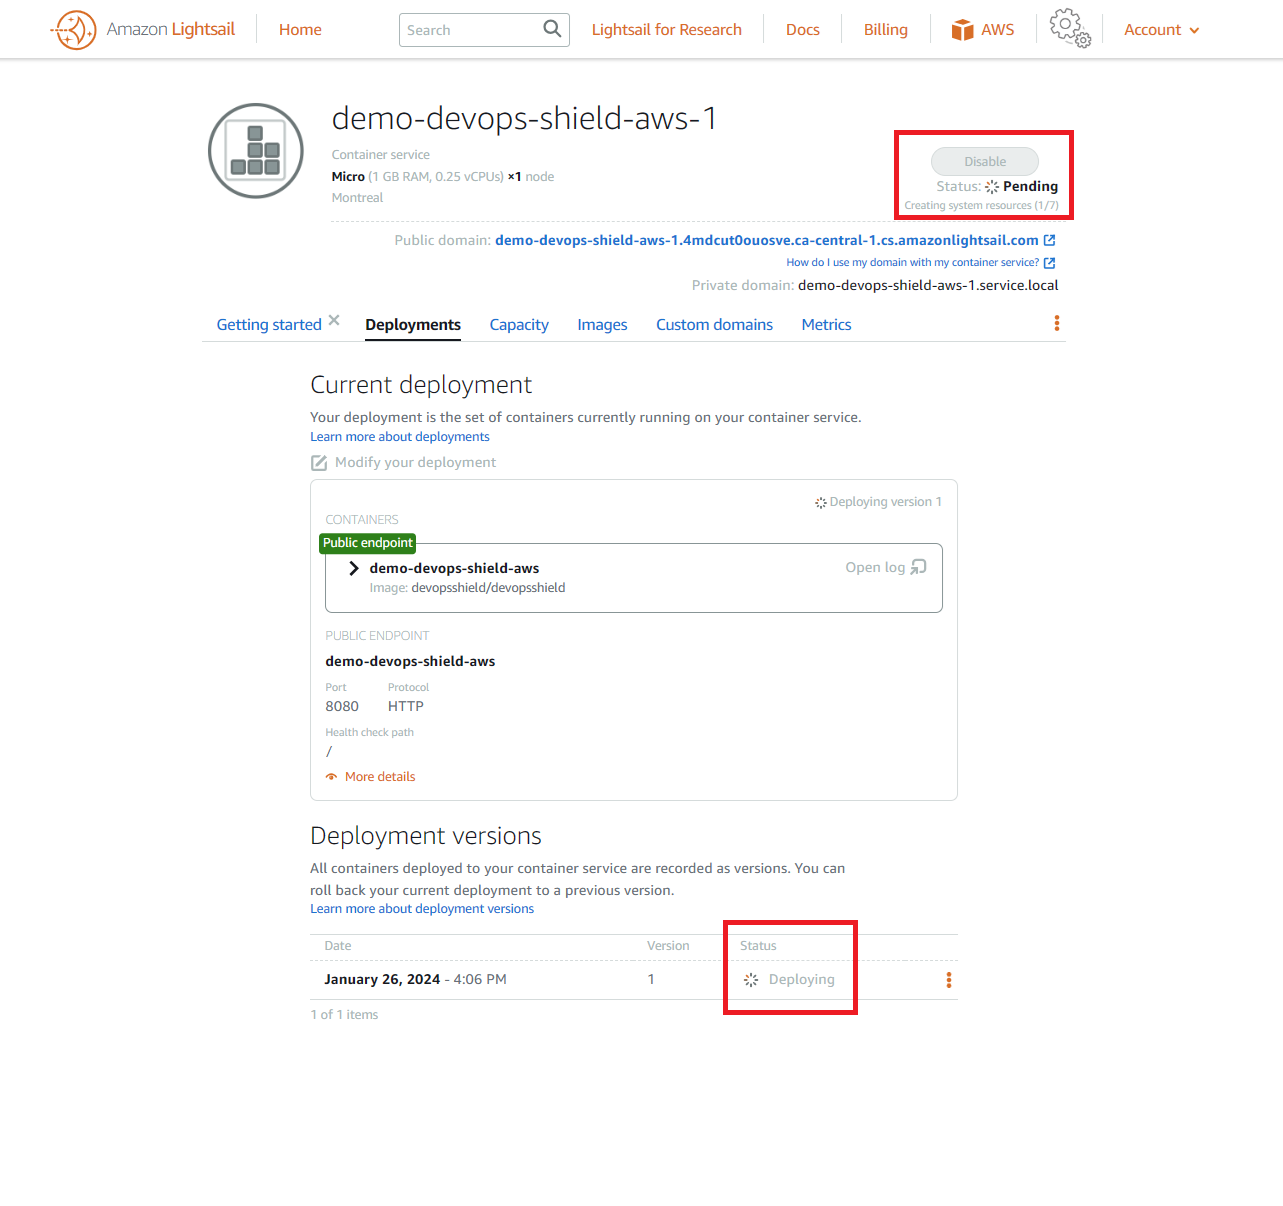 Amazon Lightsail
Home
Search
Lightsail for Research
Docs
Billing
AWS
Account
demo-devops-shield-aws-1
Container service
Micro (1 GB RAM, 0.25 vCPUs) ×1 node
Montreal
Disable
Status: Pending
Creating system resources (1/7)
Public domain: demo-devops-shield-aws-1.4mdcut0ouosve.ca-central-1.cs.amazonlightsail.com
How do I use my domain with my container service?
Private domain: demo-devops-shield-aws-1.service.local
Getting started
Deployments
Capacity
Images
Custom domains
Metrics
Current deployment
Your deployment is the set of containers currently running on your container service.
Learn more about deployments
Modify your deployment
Deploying version 1
CONTAINERS
Public endpoint
demo-devops-shield-aws
Open log
Image: devopsshield/devopsshield
PUBLIC ENDPOINT
demo-devops-shield-aws
Port Protocol
8080 HTTP
Health check path
/
More details
Deployment versions
All containers deployed to your container service are recorded as versions. You can
roll back your current deployment to a previous version.
Learn more about deployment versions
Date Version Status
January 26, 2024 - 4:06 PM 1 Deploying
1 of 1 items